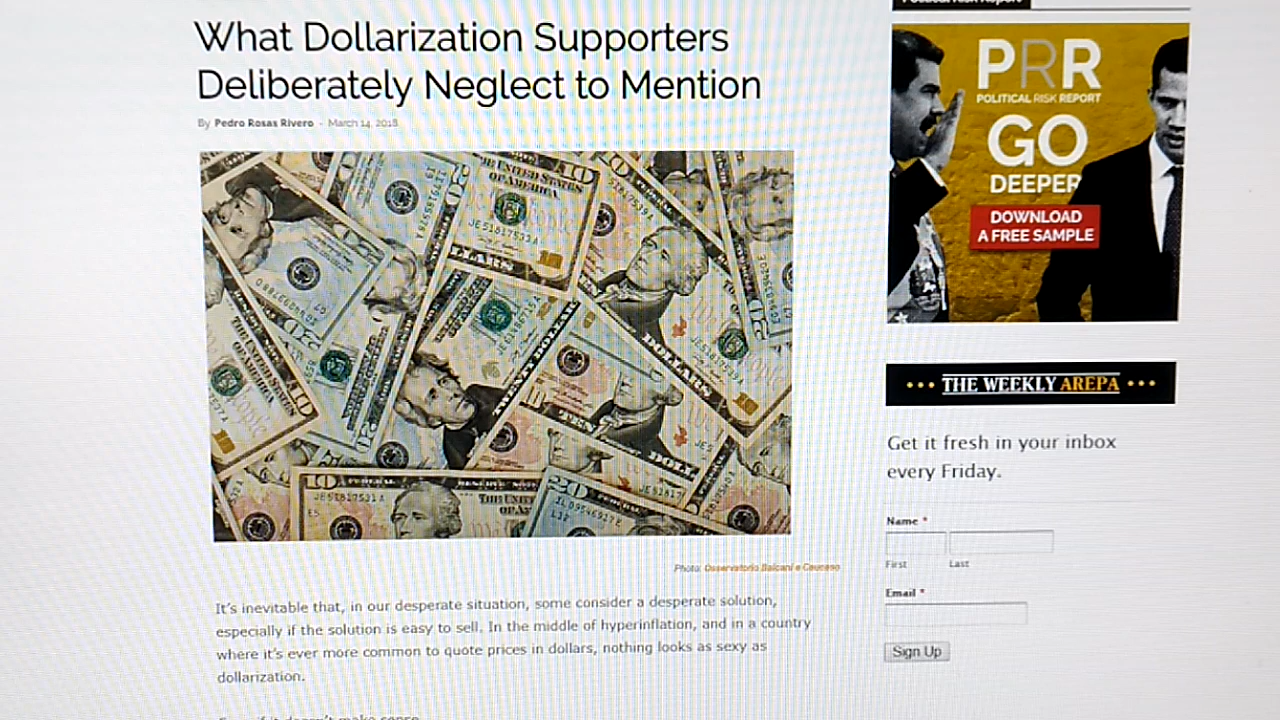 What Dollarization Supporters
Deliberately Neglect to Mention
By Pedro Rosas Rivero - March 14, 2018
Photo: Osservatorio Balcani e Caucaso
It's inevitable that, in our desperate situation, some consider a desperate solution,
especially if the solution is easy to sell. In the middle of hyperinflation, and in a country
where it's ever more common to quote prices in dollars, nothing looks as sexy as
dollarization.
PRR
POLITICAL RISK REPORT
GO
DEEPER
DOWNLOAD
A FREE SAMPLE
THE WEEKLY AREPA
Get it fresh in your inbox
every Friday.
Name *
First Last
Email *
Sign Up